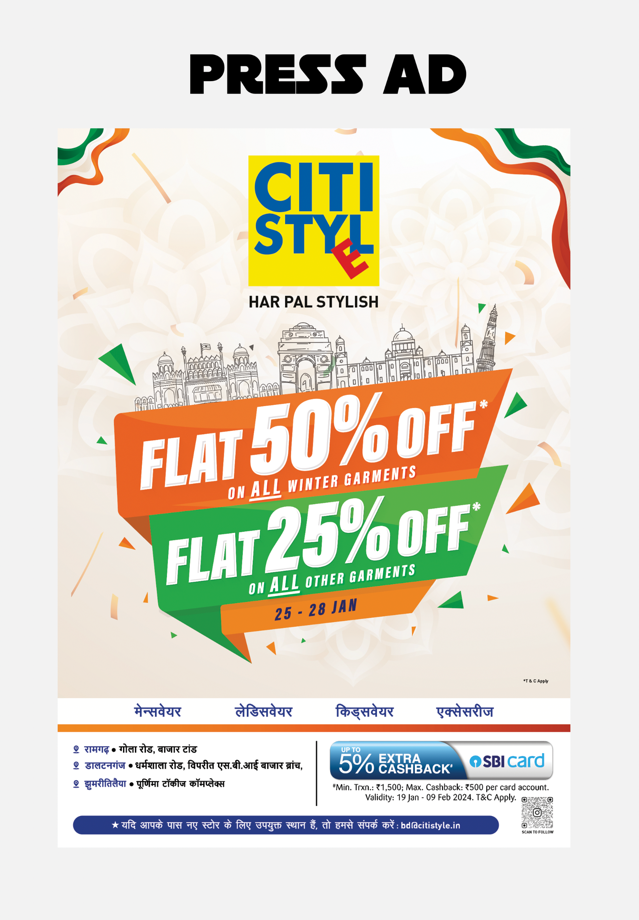 PRESS AD
CITI
STYLE
HAR PAL STYLISH
FLAT 50% OFF*
ON ALL WINTER GARMENTS
FLAT 25% OFF*
ON ALL OTHER GARMENTS
25 - 28 JAN
*T & C Apply
मेन्सवेयर लेडिसवेयर किड्सवेयर एक्सेसरीज
रामगढ़ ● गोला रोड, बाजार टांड
डालटनगंज ● धर्मशाला रोड, विपरीत एस.बी.आई बाजार ब्रांच,
झुमरीतिलैया ● पूर्णिमा टॉकीज कॉमप्लेक्स
UP TO
5% EXTRA CASHBACK*
SBI card
*Min. Trxn.: ₹1,500; Max. Cashback: ₹500 per card account.
Validity: 19 Jan - 09 Feb 2024. T&C Apply.
SCAN TO FOLLOW
★ यदि आपके पास नए स्टोर के लिए उपयुक्त स्थान हैं, तो हमसे संपर्क करें : bd@citistyle.in